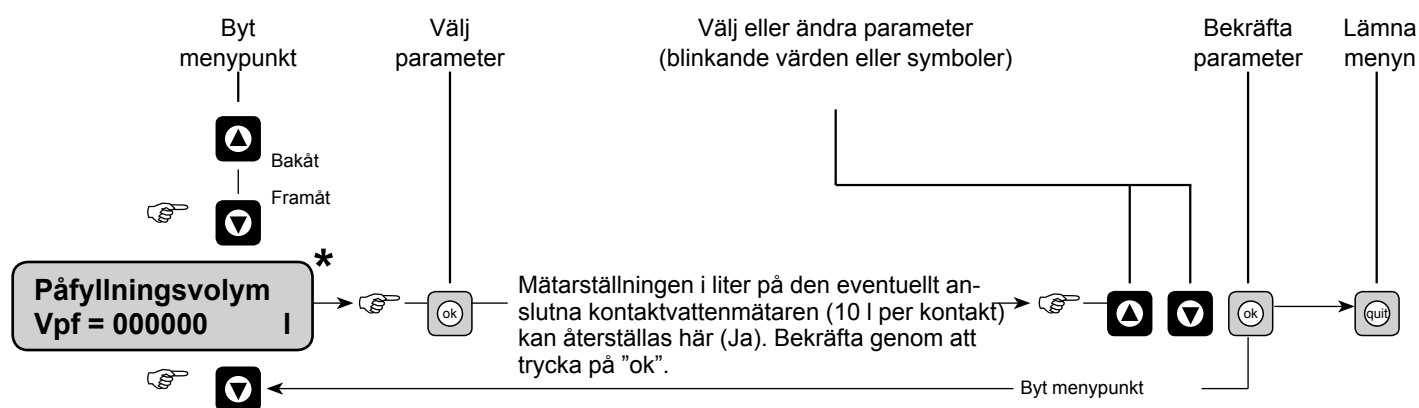 Byt
menypunkt
Välj
parameter
Välj eller ändra parameter
(blinkande värden eller symboler)
Bekräfta
parameter
Lämna
menyn
Bakåt
Framåt
*
Påfyllningsvolym
Vpf = 000000 l
ok
Mätarställningen i liter på den eventuellt an-
slutna kontaktvattenmätaren (10 l per kontakt)
kan återställas här (Ja). Bekräfta genom att
trycka på ”ok”.
ok
quit
Byt menypunkt